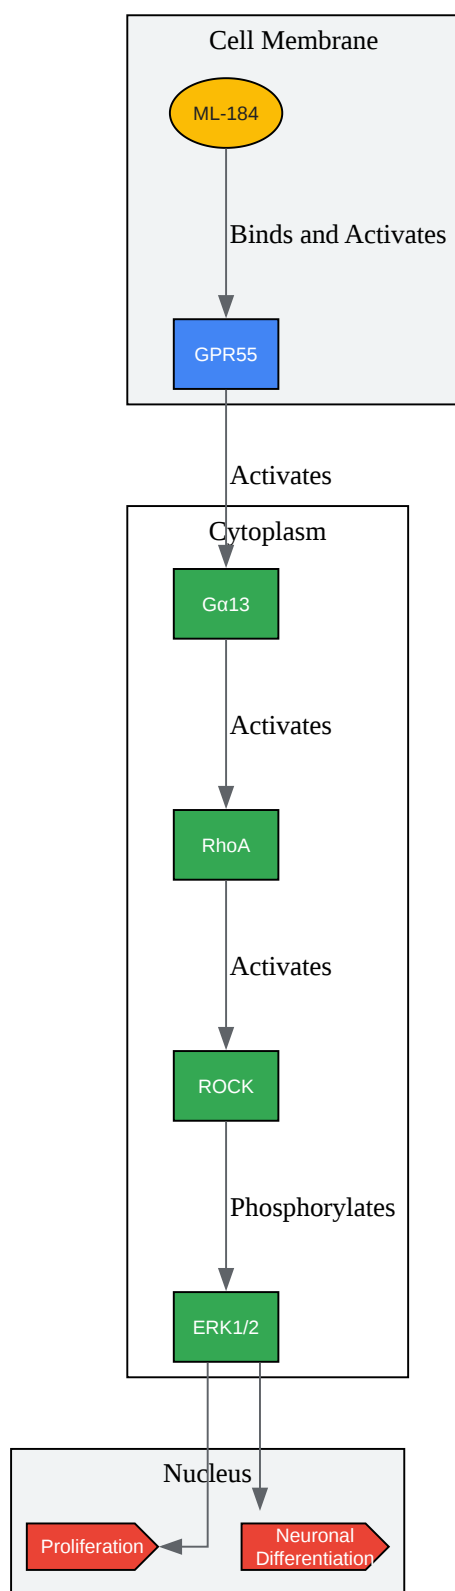 Cell Membrane
ML-184
Binds and Activates
GPR55
Activates
Cytoplasm
Gα13
Activates
RhoA
Activates
ROCK
Phosphorylates
ERK1/2
Nucleus
Proliferation
Neuronal
Differentiation